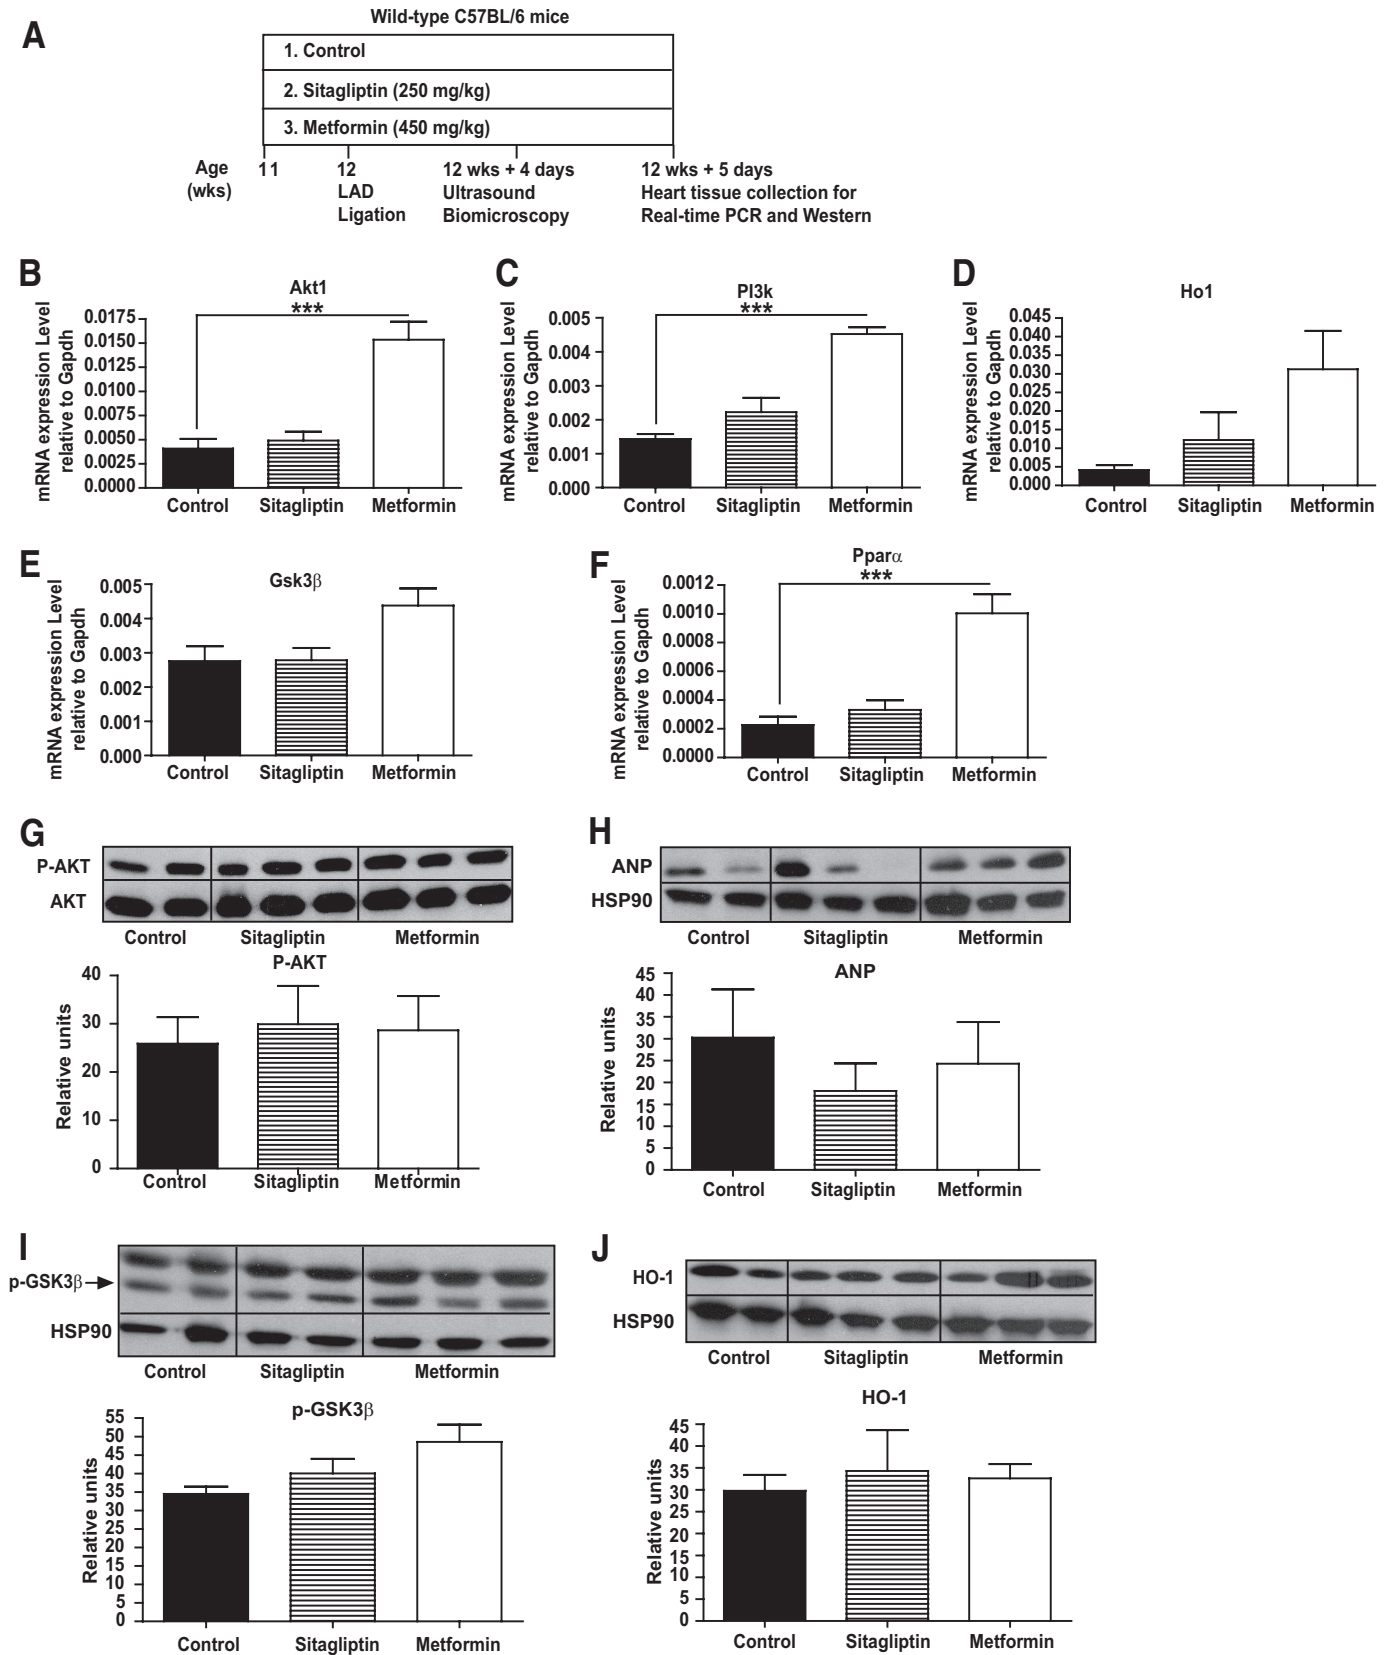 A
Wild-type C57BL/6 mice
1. Control
2. Sitagliptin (250 mg/kg)
3. Metformin (450 mg/kg)
Age
(wks)
11
12
LAD
Ligation
12 wks + 4 days
Ultrasound
Biomicroscopy
12 wks + 5 days
Heart tissue collection for
Real-time PCR and Western
B
Akt1
***
mRNA expression Level
relative to Gapdh
0.0175
0.0150
0.0125
0.0100
0.0075
0.0050
0.0025
0.0000
Control Sitagliptin Metformin
C
PI3k
***
mRNA expression Level
relative to Gapdh
0.005
0.004
0.003
0.002
0.001
0.000
Control Sitagliptin Metformin
D
Ho1
mRNA expression Level
relative to Gapdh
0.045
0.040
0.035
0.030
0.025
0.020
0.015
0.010
0.005
0.000
Control Sitagliptin Metformin
E
Gsk3β
mRNA expression Level
relative to Gapdh
0.005
0.004
0.003
0.002
0.001
0.000
Control Sitagliptin Metformin
F
Pparα
***
mRNA expression Level
relative to Gapdh
0.0012
0.0010
0.0008
0.0006
0.0004
0.0002
0.0000
Control Sitagliptin Metformin
G
P-AKT
AKT
Control Sitagliptin Metformin
P-AKT
Relative units
40
30
20
10
0
Control Sitagliptin Metformin
H
ANP
HSP90
Control Sitagliptin Metformin
ANP
Relative units
45
40
35
30
25
20
15
10
5
0
Control Sitagliptin Metformin
I
p-GSK3β
HSP90
Control Sitagliptin Metformin
p-GSK3β
Relative units
55
50
45
40
35
30
25
20
15
10
5
0
Control Sitagliptin Metformin
J
HO-1
HSP90
Control Sitagliptin Metformin
HO-1
Relative units
45
40
35
30
25
20
15
10
5
0
Control Sitagliptin Metformin